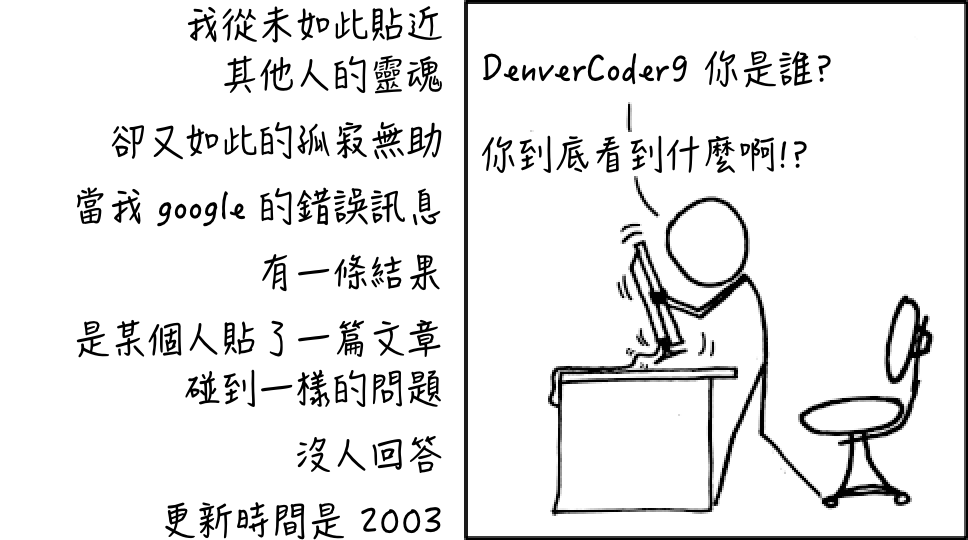 我從未如此貼近
其他人的靈魂
卻又如此的孤寂無助
當我 google 的錯誤訊息
有一條結果
是某個人貼了一篇文章
碰到一樣的問題
沒人回答
更新時間是 2003
DenverCoder9 你是誰?
你到底看到什麼啊!?